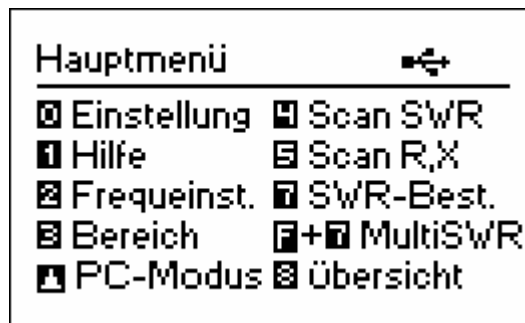 Hauptmenü
0 Einstellung 4 Scan SWR
1 Hilfe 5 Scan R,X
2 Frequeinst. 7 SWR-Best.
3 Bereich F+7 MultiSWR
PC-Modus 8 Übersicht